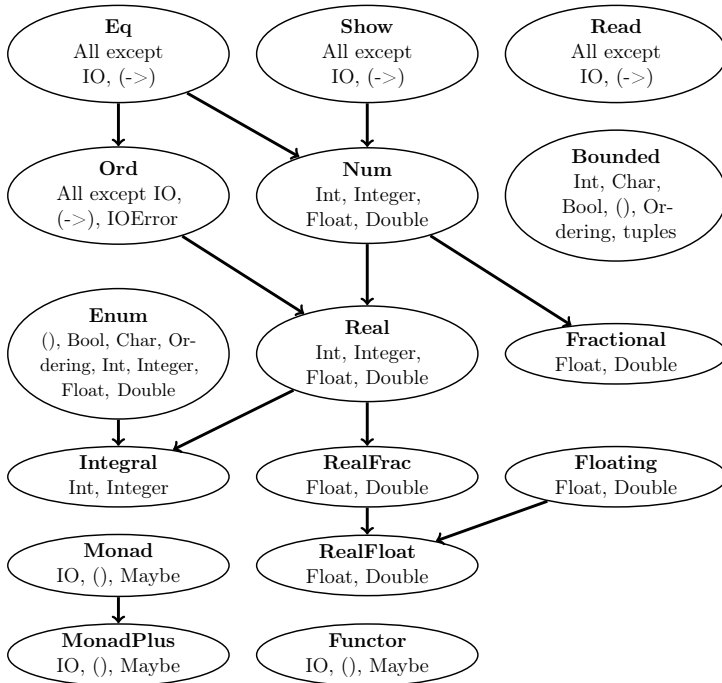 Eq
All except
IO, (->)
Show
All except
IO, (->)
Read
All except
IO, (->)
Ord
All except IO,
(->), IOError
Num
Int, Integer,
Float, Double
Bounded
Int, Char,
Bool, (), Or-
dering, tuples
Enum
(), Bool, Char, Or-
dering, Int, Integer,
Float, Double
Real
Int, Integer,
Float, Double
Fractional
Float, Double
Integral
Int, Integer
RealFrac
Float, Double
Floating
Float, Double
Monad
IO, (), Maybe
RealFloat
Float, Double
MonadPlus
IO, (), Maybe
Functor
IO, (), Maybe